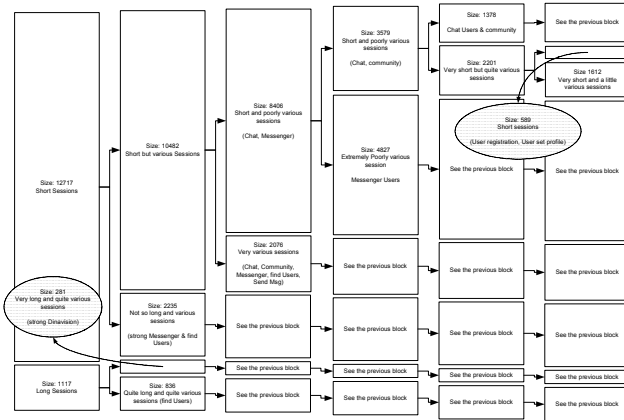 Size: 12717
Short Sessions
Size: 281
Very long and quite various
sessions
(strong Dinavision)
Size: 1117
Long Sessions
Size: 10482
Short but various Sessions
Size: 2235
Not so long and various
sessions
(strong Messenger & find
Users)
Size: 836
Quite long and quite various
sessions (find Users)
Size: 8406
Short and poorly various
sessions
(Chat, Messenger)
Size: 2076
Very various sessions
(Chat, Community,
Messenger, find Users,
Send Msg)
See the previous block
See the previous block
See the previous block
Size: 3579
Short and poorly various
sessions
(Chat, community)
Size: 4827
Extremely Poorly various
session
Messenger Users
See the previous block
See the previous block
See the previous block
See the previous block
Size: 1378
Chat Users & community
Size: 2201
Very short but quite various
sessions
Size: 589
Short sessions
(User registration, User set profile)
See the previous block
See the previous block
See the previous block
See the previous block
See the previous block
See the previous block
Size: 1612
Very short and a little
various sessions
See the previous block
See the previous block
See the previous block
See the previous block
See the previous block